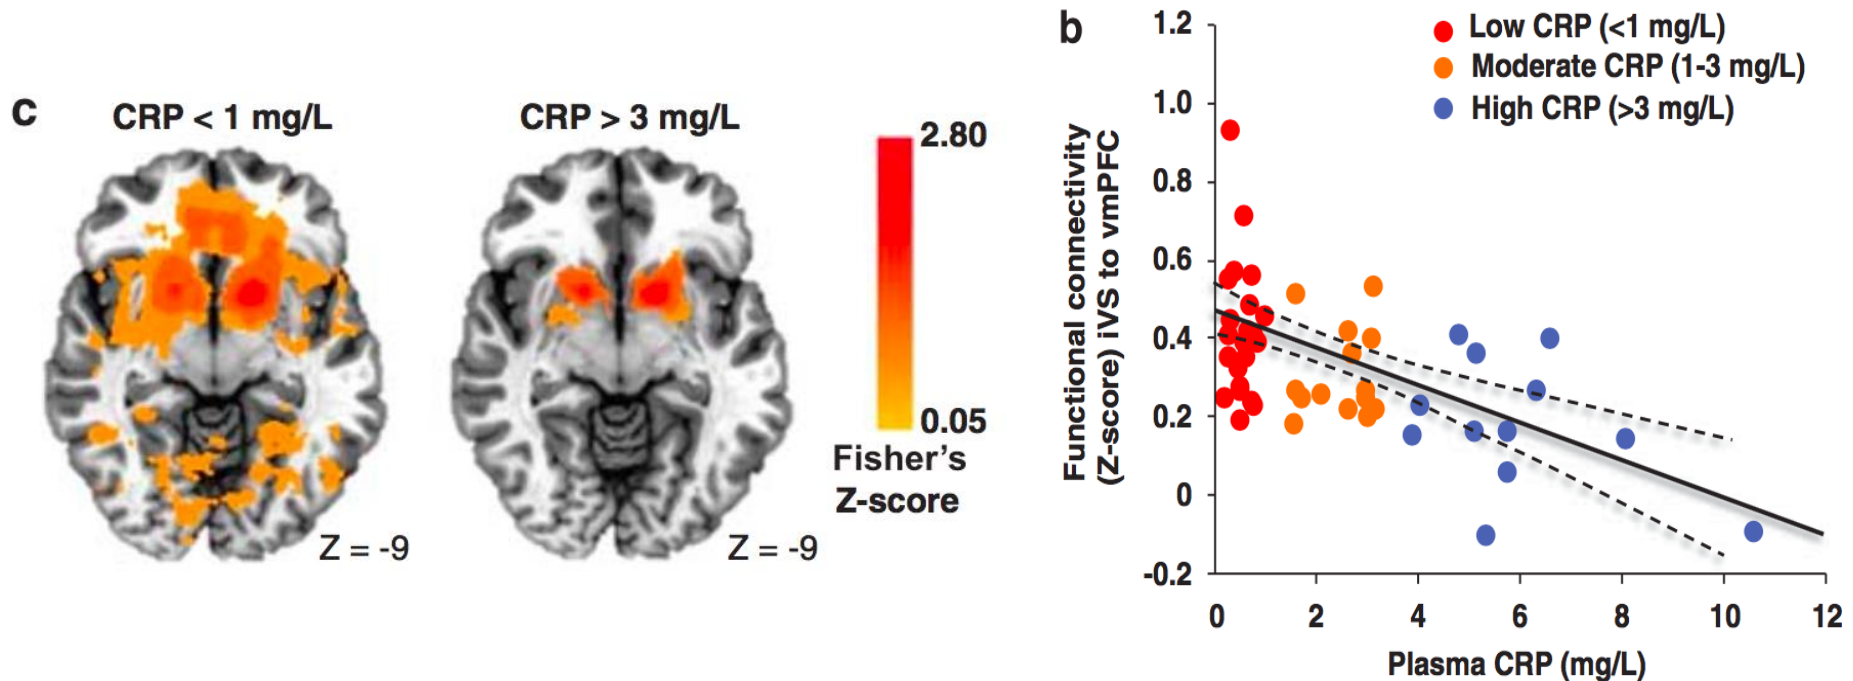 c
CRP < 1 mg/L
CRP > 3 mg/L
2.80
0.05
Fisher's
Z-score
Z = -9
Z = -9
b
Low CRP (<1 mg/L)
Moderate CRP (1-3 mg/L)
High CRP (>3 mg/L)
Functional connectivity
(Z-score) iVS to vmPFC
1.2
1.0
0.8
0.6
0.4
0.2
0
-0.2
0 2 4 6 8 10 12
Plasma CRP (mg/L)